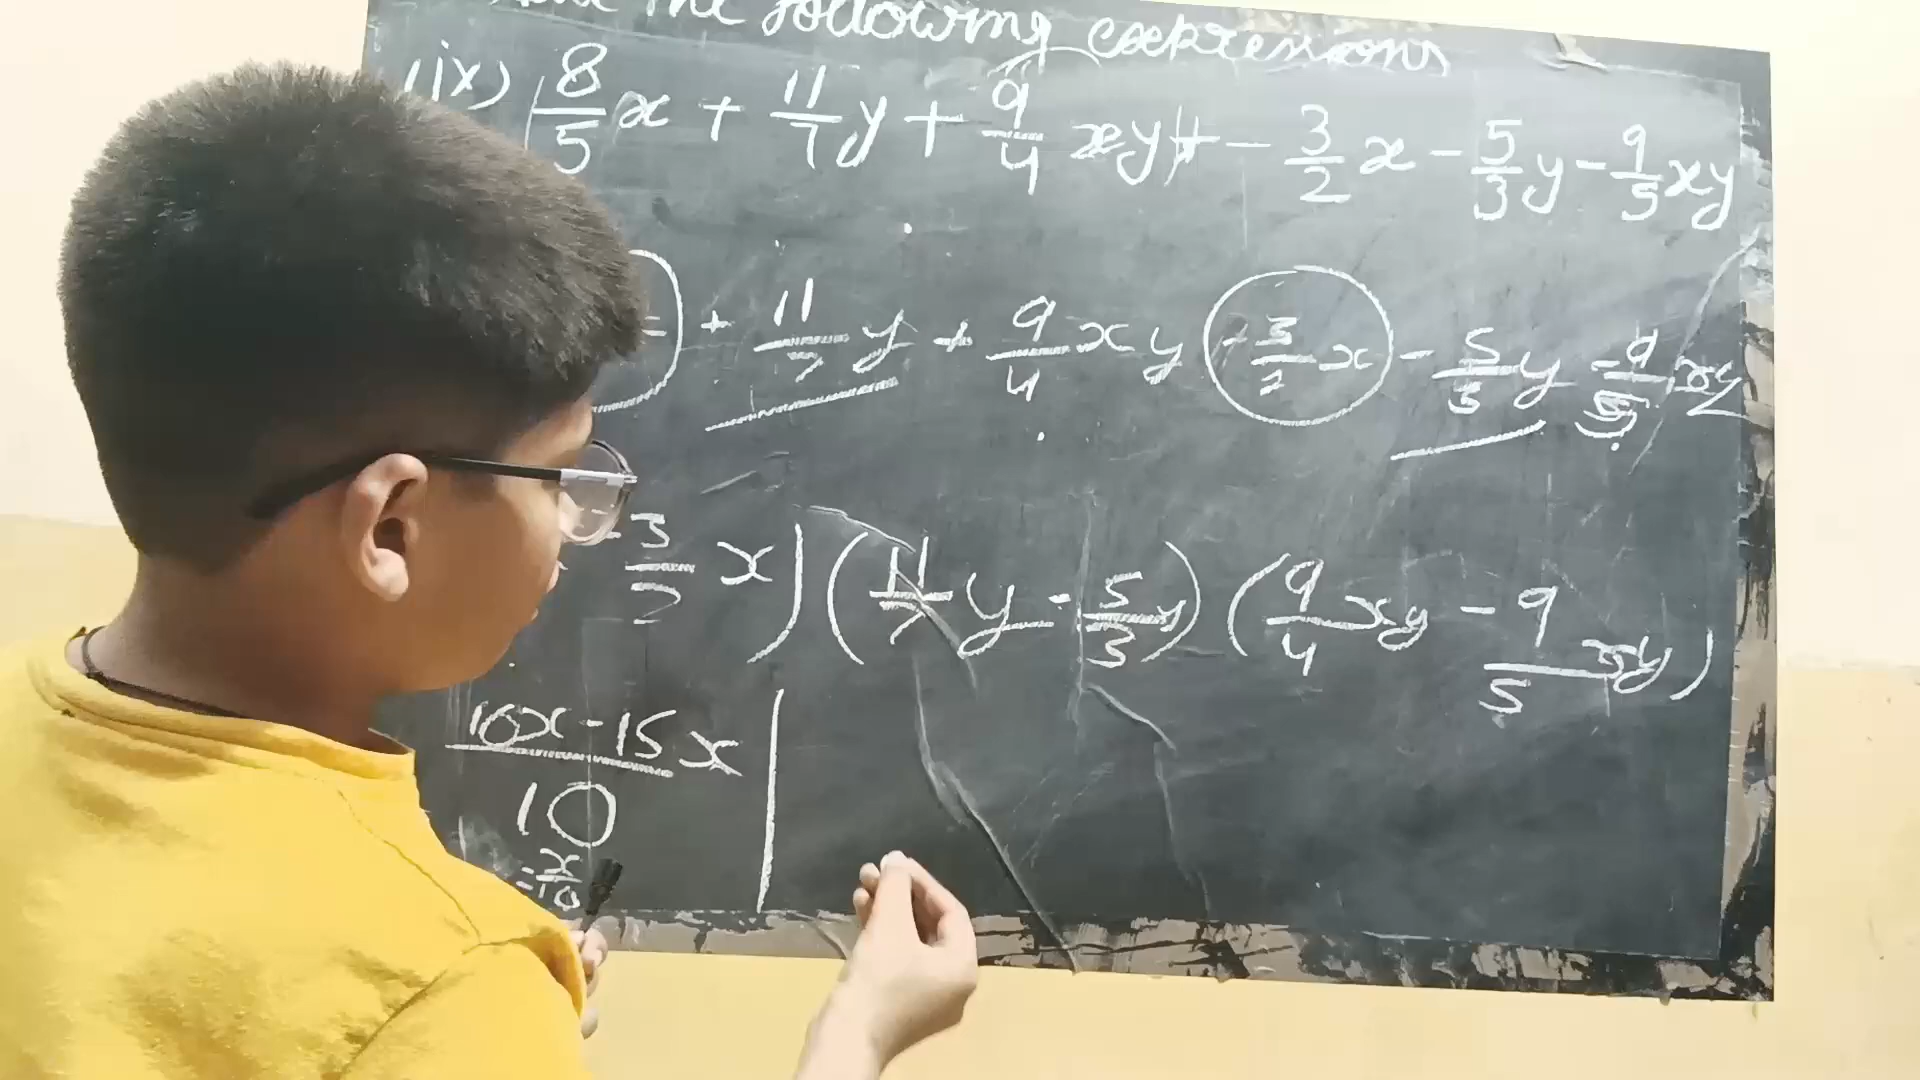 the following expressions
(ix) (8/5 x + 11/7 y + 9/4 xy) + - 3/2 x - 5/3 y - 9/5 xy
+ 11/7 y + 9/4 xy - 3/2 x - 5/3 y - 9/5 xy
- 3/2 x) (11/7 y - 5/3 y) (9/4 xy - 9/5 xy)
16x - 15x
10
= x/10